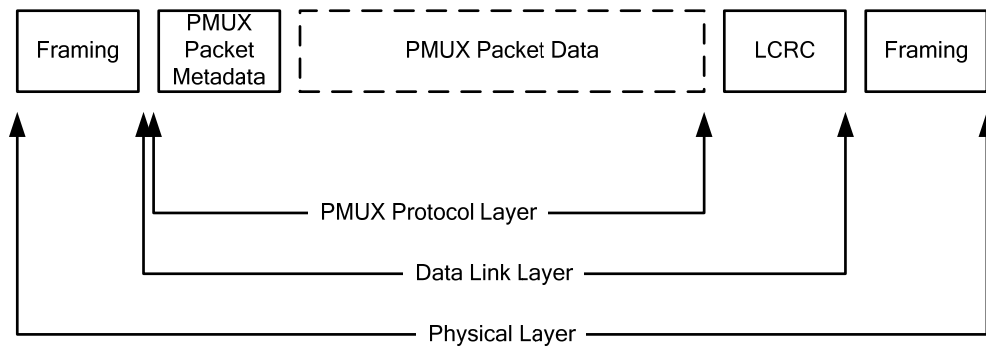 Framing
PMUX
Packet
Metadata
PMUX Packet Data
LCRC
Framing
PMUX Protocol Layer
Data Link Layer
Physical Layer